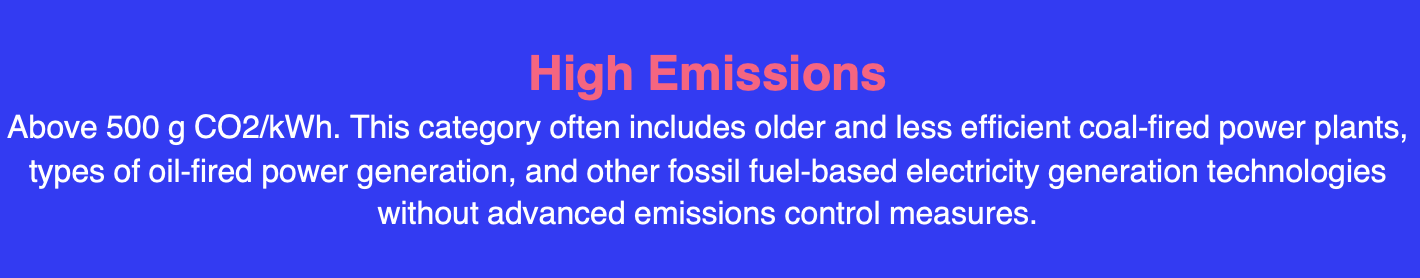 High Emissions
Above 500 g CO2/kWh. This category often includes older and less efficient coal-fired power plants,
types of oil-fired power generation, and other fossil fuel-based electricity generation technologies
without advanced emissions control measures.